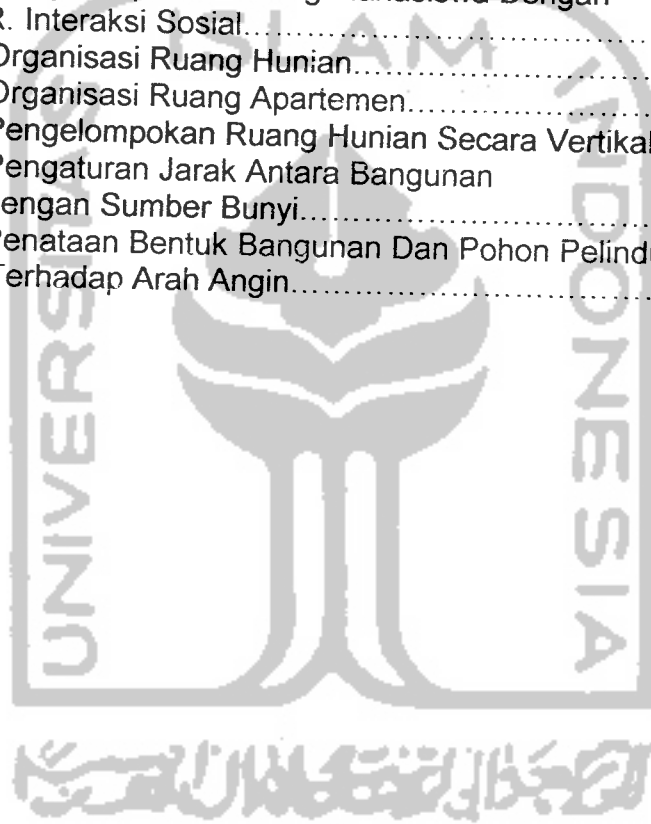 R. Interaksi Sosial
Organisasi Ruang Hunian
Organisasi Ruang Apartemen
Pengelompokan Ruang Hunian Secara Vertikal
Pengaturan Jarak Antara Bangunan
dengan Sumber Bunyi
Penataan Bentuk Bangunan Dan Pohon
Terhadap Arah Angin
UNIVERSITAS
ISLAM
INDONESIA